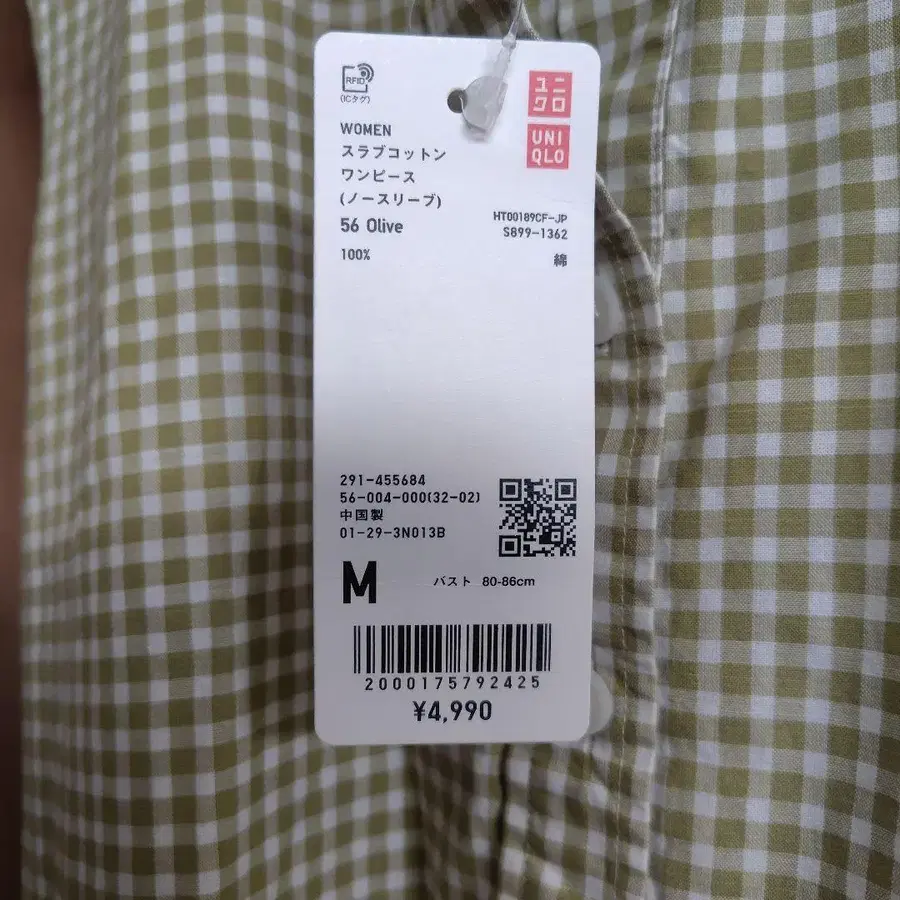 RFID
(ICタグ)
ユニ
クロ
UNI
QLO
WOMEN
スラブコットン
ワンピース
(ノースリーブ)
56 Olive
HT00189CF-JP
S899-1362
100%
綿
291-455684
56-004-000(32-02)
中国製
01-29-3N013B
M
バスト 80-86cm
2000175792425
¥4,990